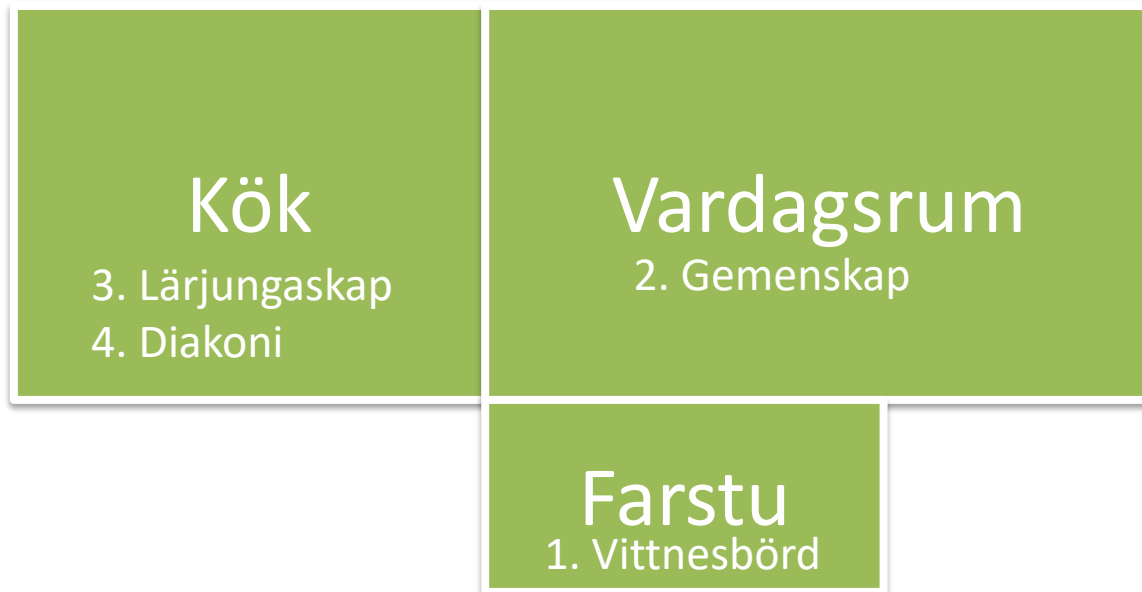 Kök
3. Lärjungaskap
4. Diakoni
Vardagsrum
2. Gemenskap
Farstu
1. Vittnesbörd